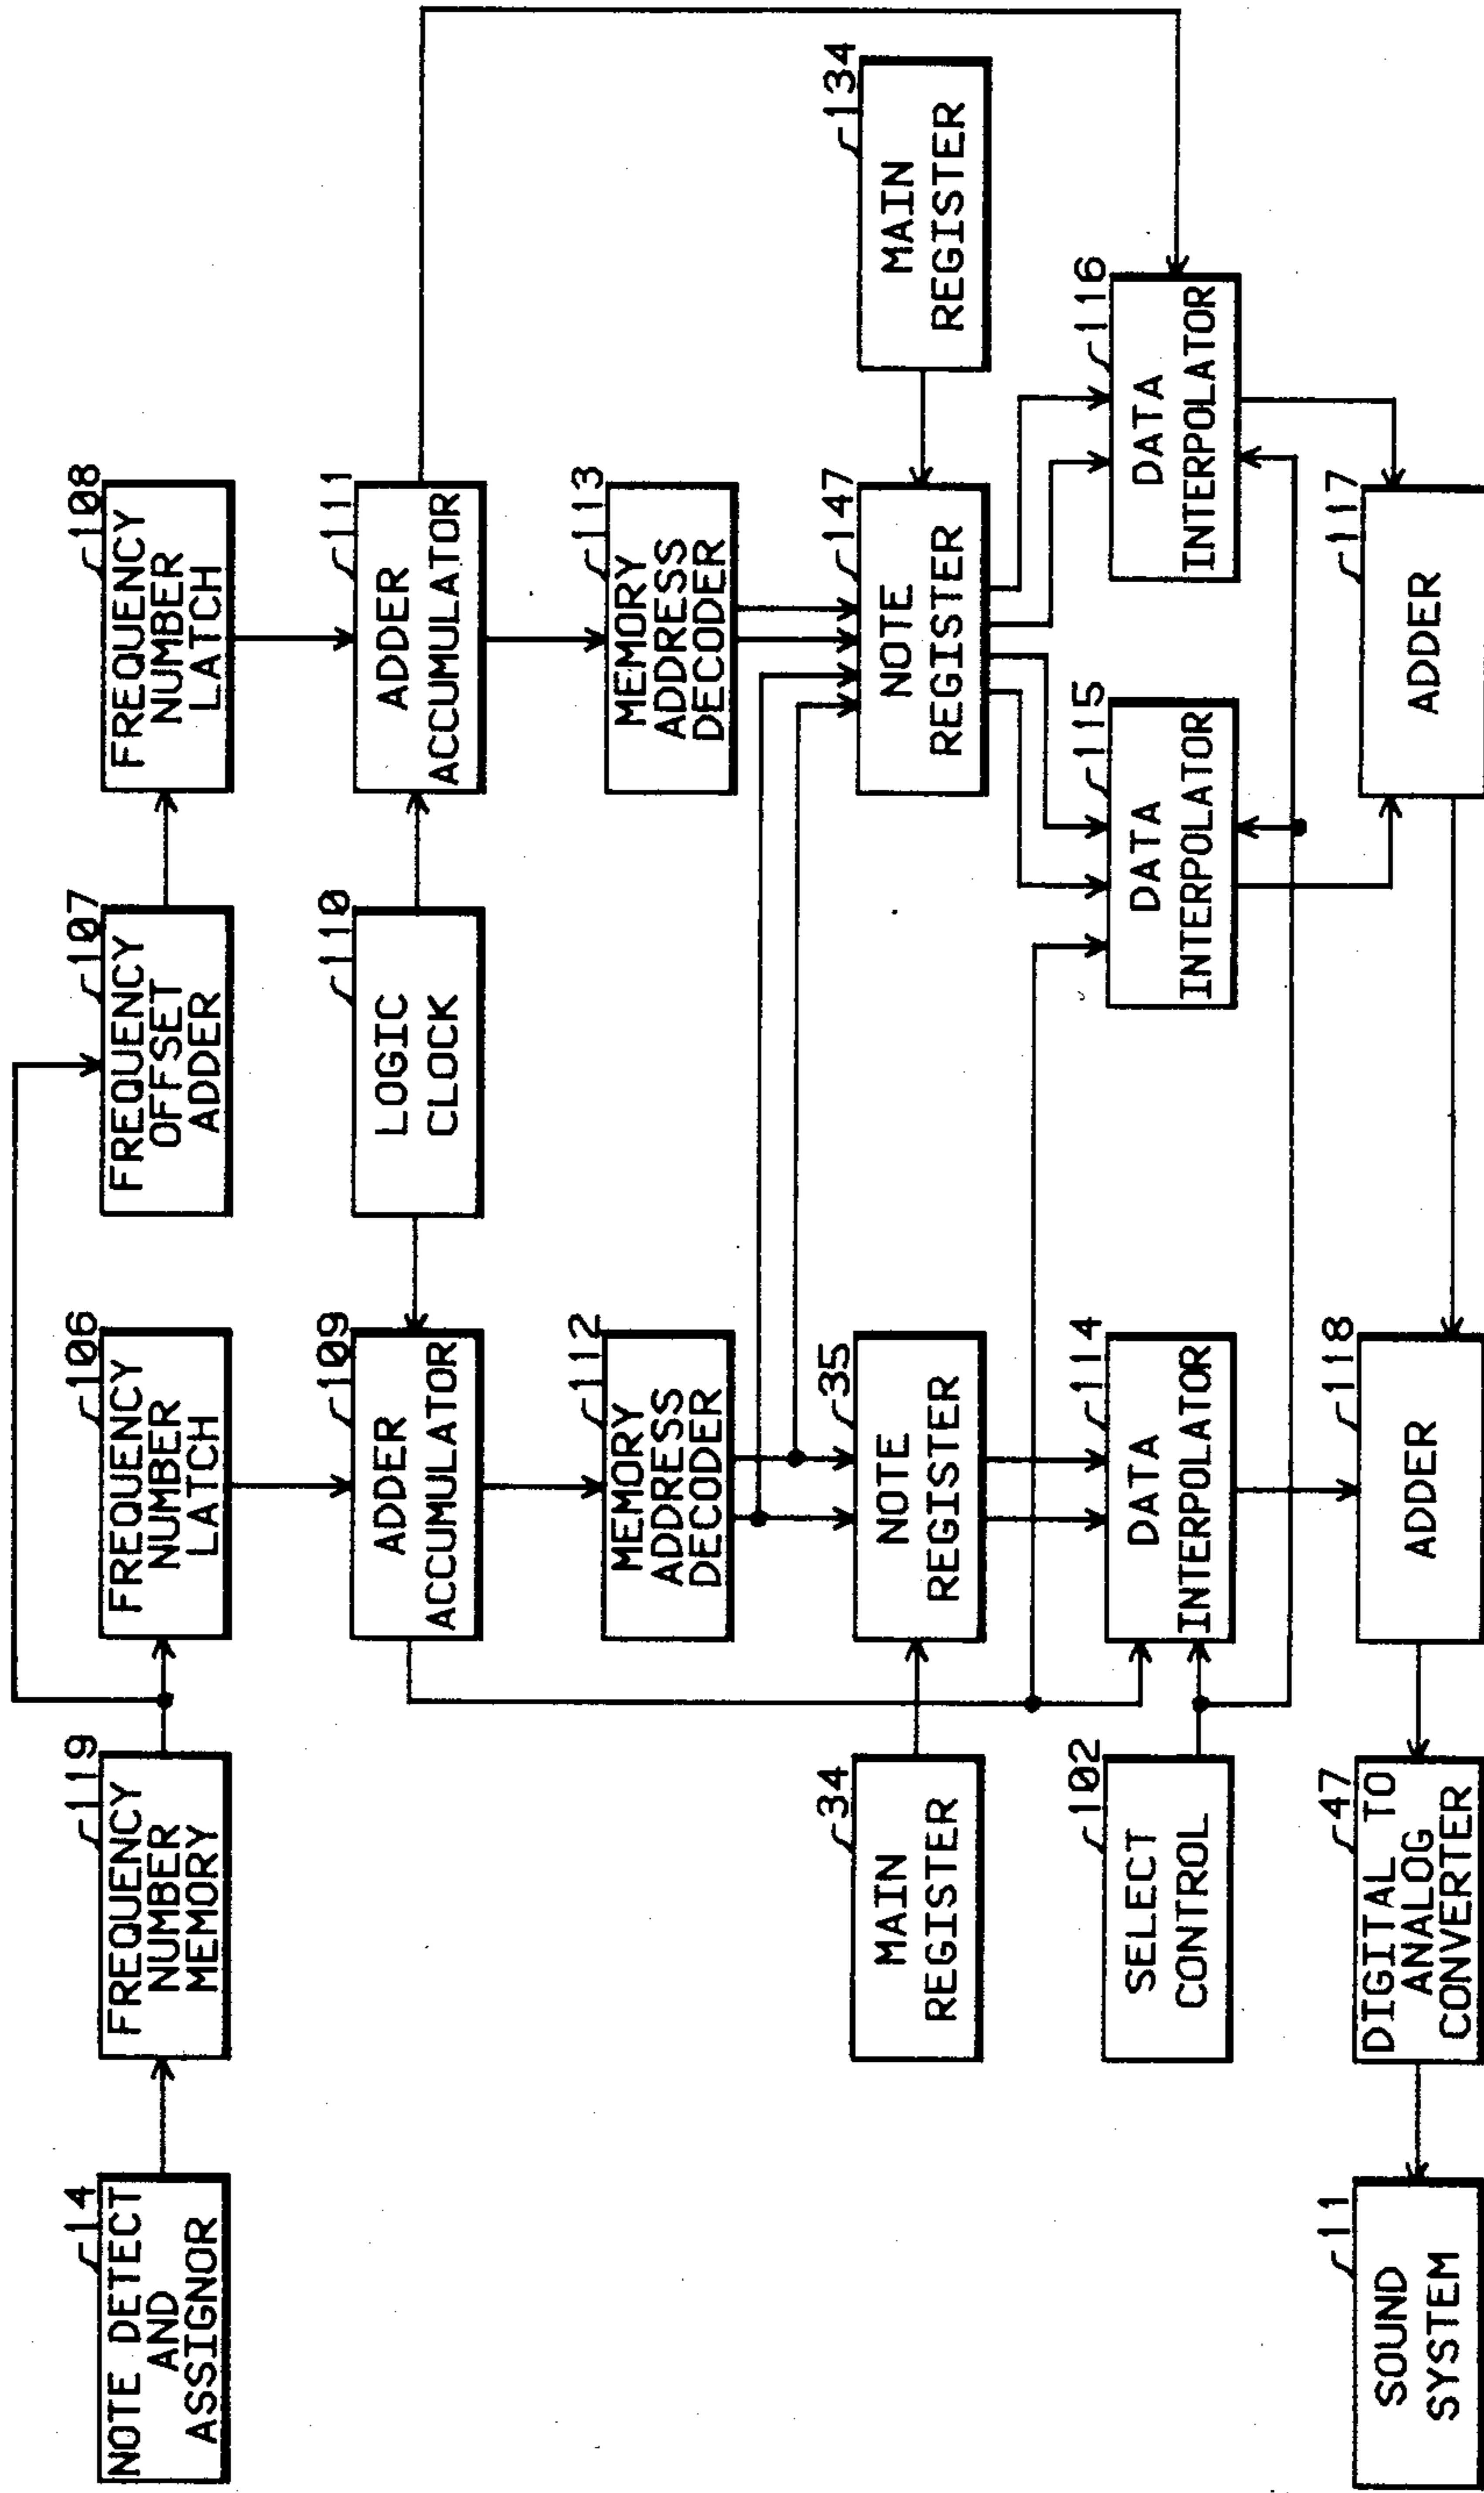 14
NOTE DETECT
AND
ASSIGNOR
119
FREQUENCY
NUMBER
MEMORY
106
FREQUENCY
NUMBER
LATCH
107
FREQUENCY
OFFSET
ADDER
108
FREQUENCY
NUMBER
LATCH
109
ADDER
ACCUMULATOR
110
LOGIC
CLOCK
111
ADDER
ACCUMULATOR
112
MEMORY
ADDRESS
DECODER
113
MEMORY
ADDRESS
DECODER
34
MAIN
REGISTER
35
NOTE
REGISTER
147
NOTE
REGISTER
134
MAIN
REGISTER
102
SELECT
CONTROL
114
DATA
INTERPOLATOR
115
DATA
INTERPOLATOR
116
DATA
INTERPOLATOR
11
SOUND
SYSTEM
47
DIGITAL TO
ANALOG
CONVERTER
118
ADDER
117
ADDER